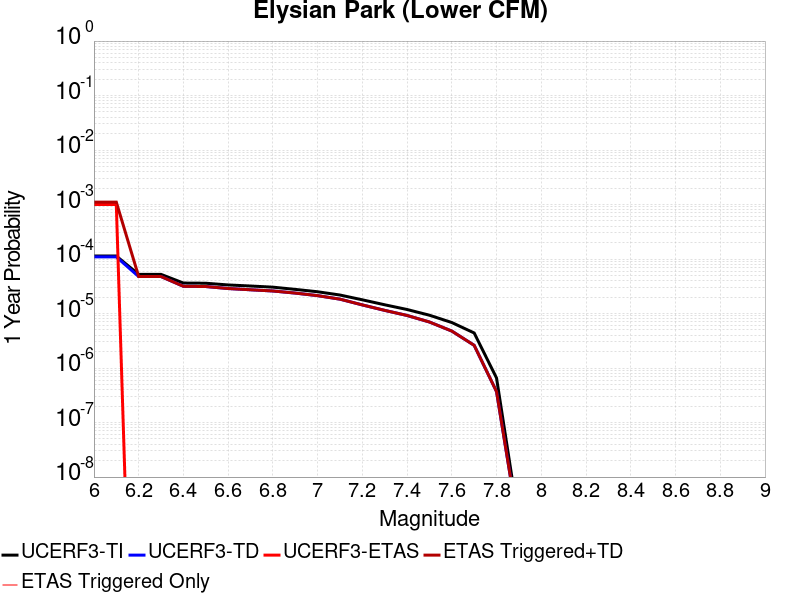 Elysian Park (Lower CFM)
10 0
10 -1
10 -2
10 -3
10 -4
10 -5
10 -6
10 -7
10 -8
1 Year Probability
6 6.2 6.4 6.6 6.8 7 7.2 7.4 7.6 7.8 8 8.2 8.4 8.6 8.8 9
Magnitude
UCERF3-TI UCERF3-TD UCERF3-ETAS ETAS Triggered+TD
ETAS Triggered Only